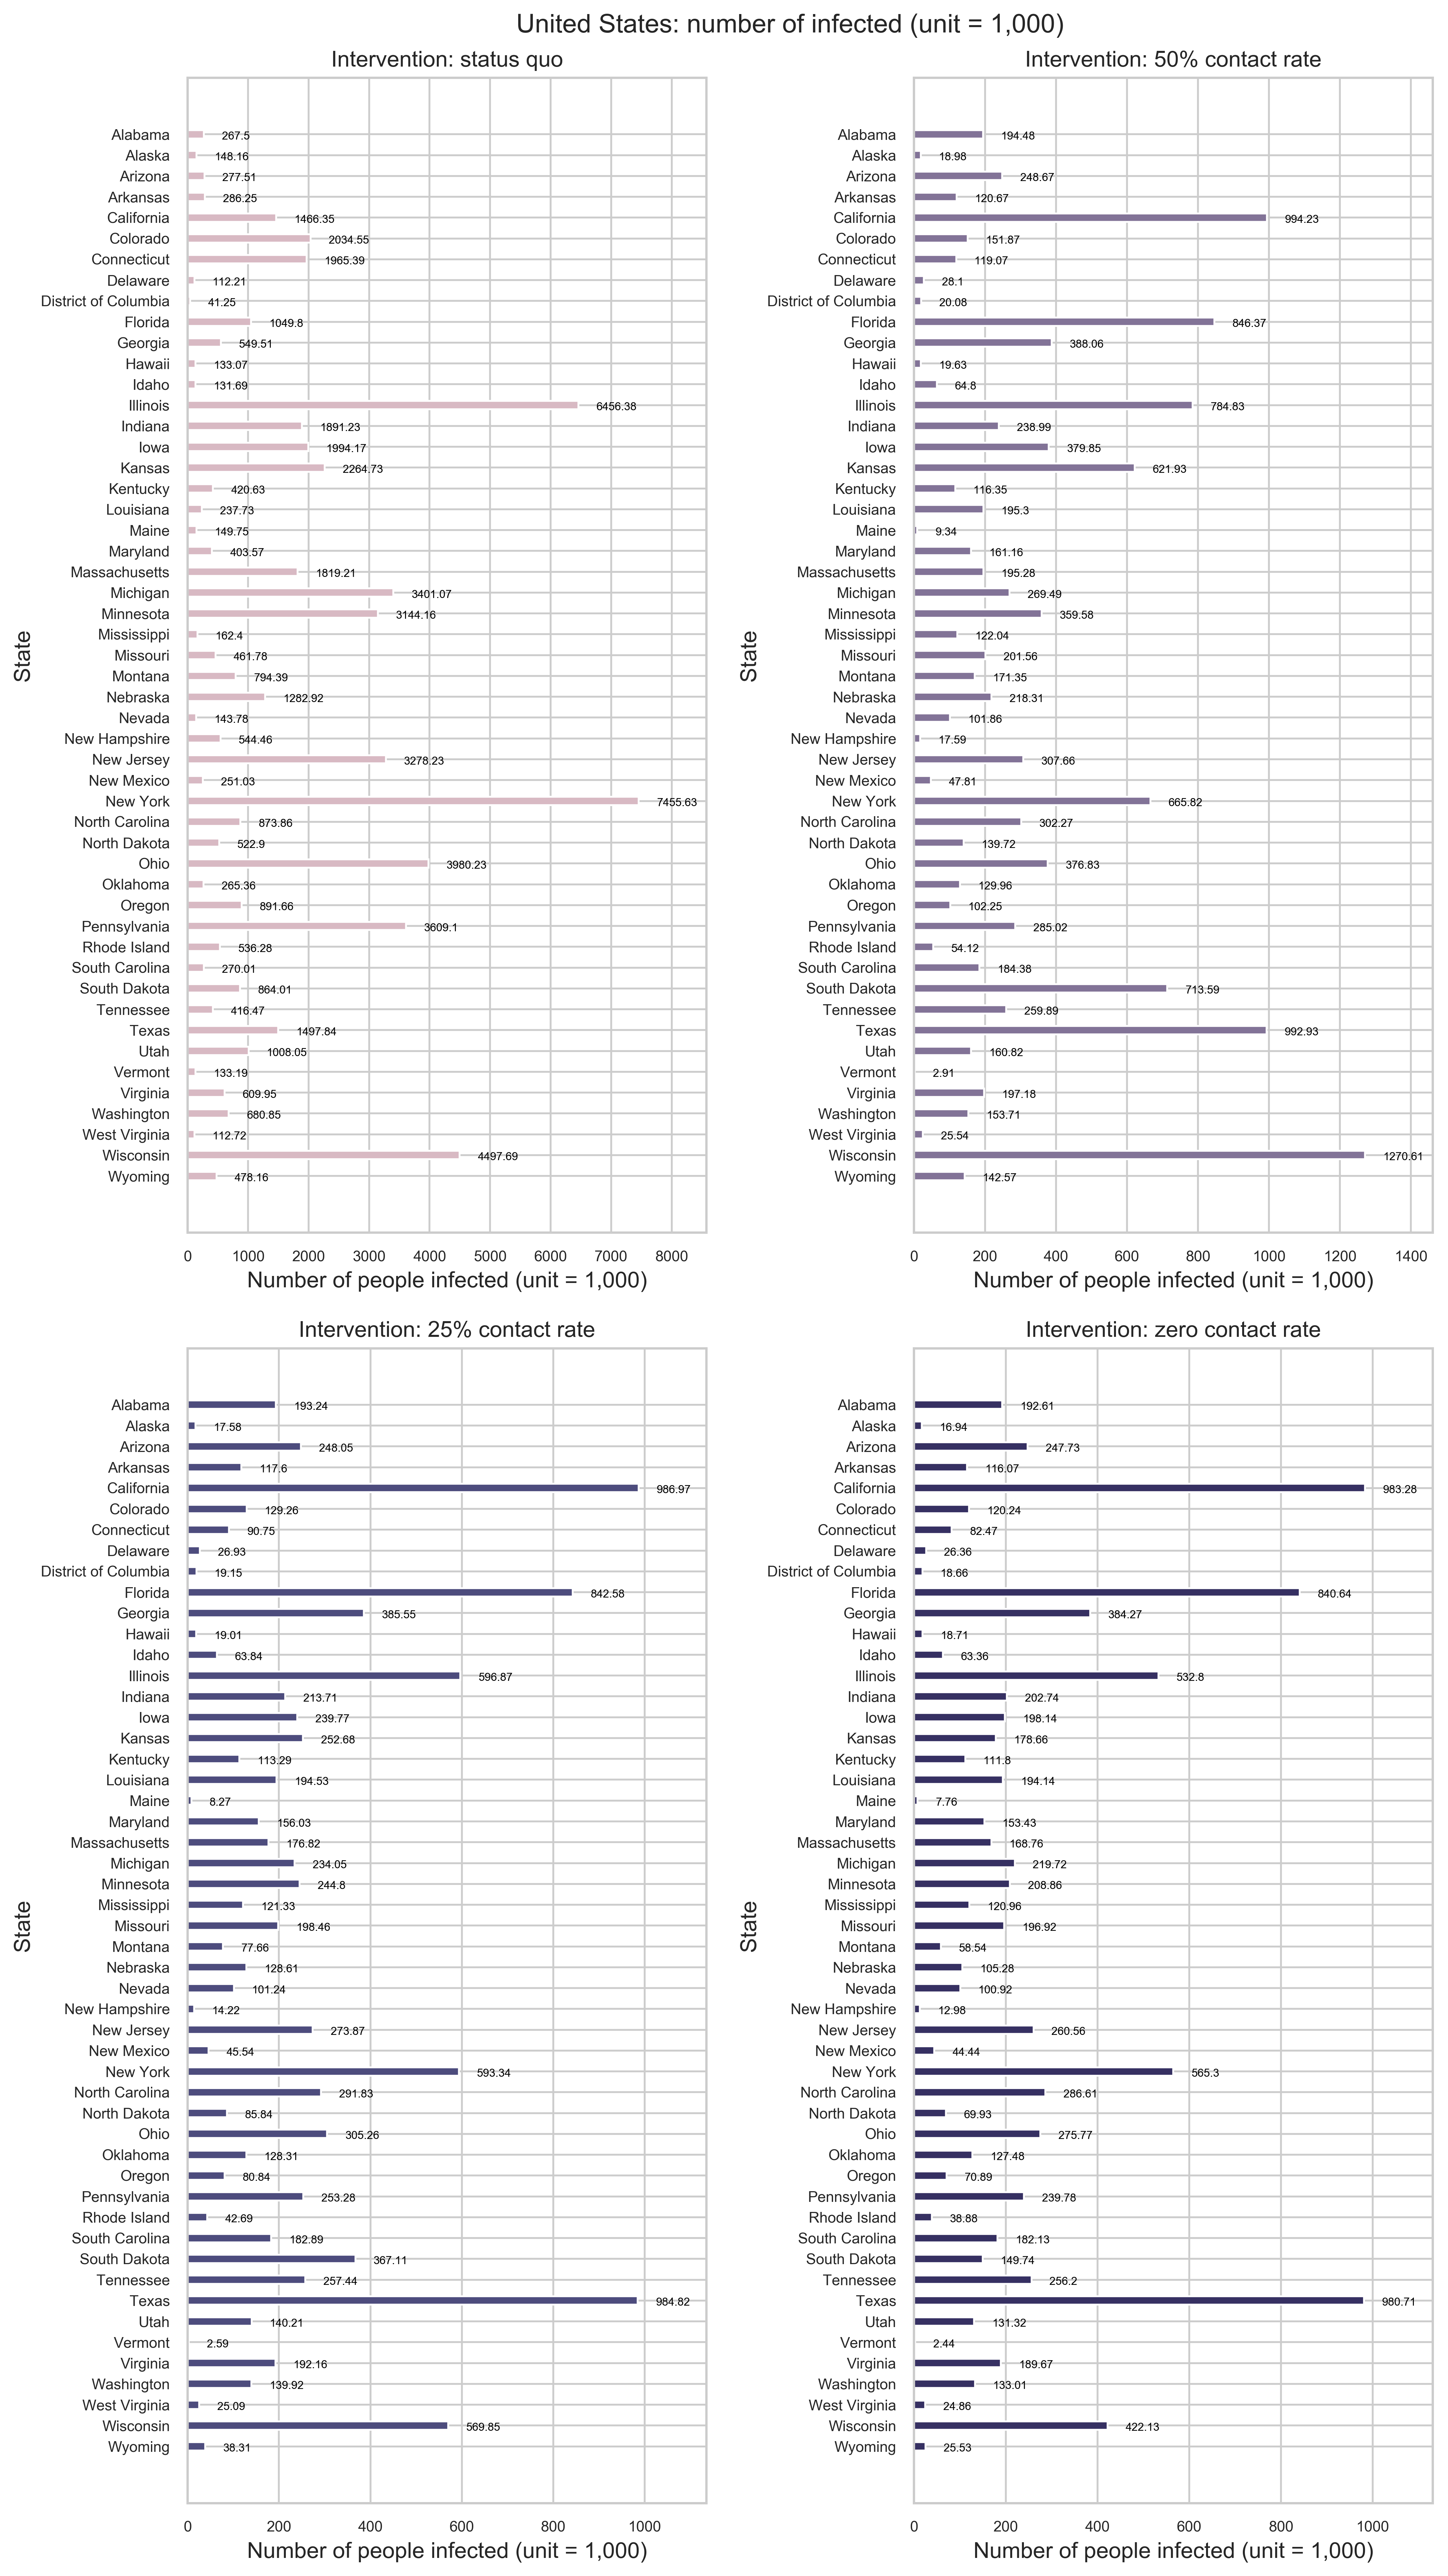 United States: number of infected (unit = 1,000)
Intervention: status quo
State
Alabama 267.5
Alaska 148.16
Arizona 277.51
Arkansas 286.25
California 1466.35
Colorado 2034.55
Connecticut 1965.39
Delaware 112.21
District of Columbia 41.25
Florida 1049.8
Georgia 549.51
Hawaii 133.07
Idaho 131.69
Illinois 6456.38
Indiana 1891.23
Iowa 1994.17
Kansas 2264.73
Kentucky 420.63
Louisiana 237.73
Maine 149.75
Maryland 403.57
Massachusetts 1819.21
Michigan 3401.07
Minnesota 3144.16
Mississippi 162.4
Missouri 461.78
Montana 794.39
Nebraska 1282.92
Nevada 143.78
New Hampshire 544.46
New Jersey 3278.23
New Mexico 251.03
New York 7455.63
North Carolina 873.86
North Dakota 522.9
Ohio 3980.23
Oklahoma 265.36
Oregon 891.66
Pennsylvania 3609.1
Rhode Island 536.28
South Carolina 270.01
South Dakota 864.01
Tennessee 416.47
Texas 1497.84
Utah 1008.05
Vermont 133.19
Virginia 609.95
Washington 680.85
West Virginia 112.72
Wisconsin 4497.69
Wyoming 478.16
0 1000 2000 3000 4000 5000 6000 7000 8000
Number of people infected (unit = 1,000)
Intervention: 50% contact rate
State
Alabama 194.48
Alaska 18.98
Arizona 248.67
Arkansas 120.67
California 994.23
Colorado 151.87
Connecticut 119.07
Delaware 28.1
District of Columbia 20.08
Florida 846.37
Georgia 388.06
Hawaii 19.63
Idaho 64.8
Illinois 784.83
Indiana 238.99
Iowa 379.85
Kansas 621.93
Kentucky 116.35
Louisiana 195.3
Maine 9.34
Maryland 161.16
Massachusetts 195.28
Michigan 269.49
Minnesota 359.58
Mississippi 122.04
Missouri 201.56
Montana 171.35
Nebraska 218.31
Nevada 101.86
New Hampshire 17.59
New Jersey 307.66
New Mexico 47.81
New York 665.82
North Carolina 302.27
North Dakota 139.72
Ohio 376.83
Oklahoma 129.96
Oregon 102.25
Pennsylvania 285.02
Rhode Island 54.12
South Carolina 184.38
South Dakota 713.59
Tennessee 259.89
Texas 992.93
Utah 160.82
Vermont 2.91
Virginia 197.18
Washington 153.71
West Virginia 25.54
Wisconsin 1270.61
Wyoming 142.57
0 200 400 600 800 1000 1200 1400
Number of people infected (unit = 1,000)
Intervention: 25% contact rate
State
Alabama 193.24
Alaska 17.58
Arizona 248.05
Arkansas 117.6
California 986.97
Colorado 129.26
Connecticut 90.75
Delaware 26.93
District of Columbia 19.15
Florida 842.58
Georgia 385.55
Hawaii 19.01
Idaho 63.84
Illinois 596.87
Indiana 213.71
Iowa 239.77
Kansas 252.68
Kentucky 113.29
Louisiana 194.53
Maine 8.27
Maryland 156.03
Massachusetts 176.82
Michigan 234.05
Minnesota 244.8
Mississippi 121.33
Missouri 198.46
Montana 77.66
Nebraska 128.61
Nevada 101.24
New Hampshire 14.22
New Jersey 273.87
New Mexico 45.54
New York 593.34
North Carolina 291.83
North Dakota 85.84
Ohio 305.26
Oklahoma 128.31
Oregon 80.84
Pennsylvania 253.28
Rhode Island 42.69
South Carolina 182.89
South Dakota 367.11
Tennessee 257.44
Texas 984.82
Utah 140.21
Vermont 2.59
Virginia 192.16
Washington 139.92
West Virginia 25.09
Wisconsin 569.85
Wyoming 38.31
0 200 400 600 800 1000
Number of people infected (unit = 1,000)
Intervention: zero contact rate
State
Alabama 192.61
Alaska 16.94
Arizona 247.73
Arkansas 116.07
California 983.28
Colorado 120.24
Connecticut 82.47
Delaware 26.36
District of Columbia 18.66
Florida 840.64
Georgia 384.27
Hawaii 18.71
Idaho 63.36
Illinois 532.8
Indiana 202.74
Iowa 198.14
Kansas 178.66
Kentucky 111.8
Louisiana 194.14
Maine 7.76
Maryland 153.43
Massachusetts 168.76
Michigan 219.72
Minnesota 208.86
Mississippi 120.96
Missouri 196.92
Montana 58.54
Nebraska 105.28
Nevada 100.92
New Hampshire 12.98
New Jersey 260.56
New Mexico 44.44
New York 565.3
North Carolina 286.61
North Dakota 69.93
Ohio 275.77
Oklahoma 127.48
Oregon 70.89
Pennsylvania 239.78
Rhode Island 38.88
South Carolina 182.13
South Dakota 149.74
Tennessee 256.2
Texas 980.71
Utah 131.32
Vermont 2.44
Virginia 189.67
Washington 133.01
West Virginia 24.86
Wisconsin 422.13
Wyoming 25.53
0 200 400 600 800 1000
Number of people infected (unit = 1,000)